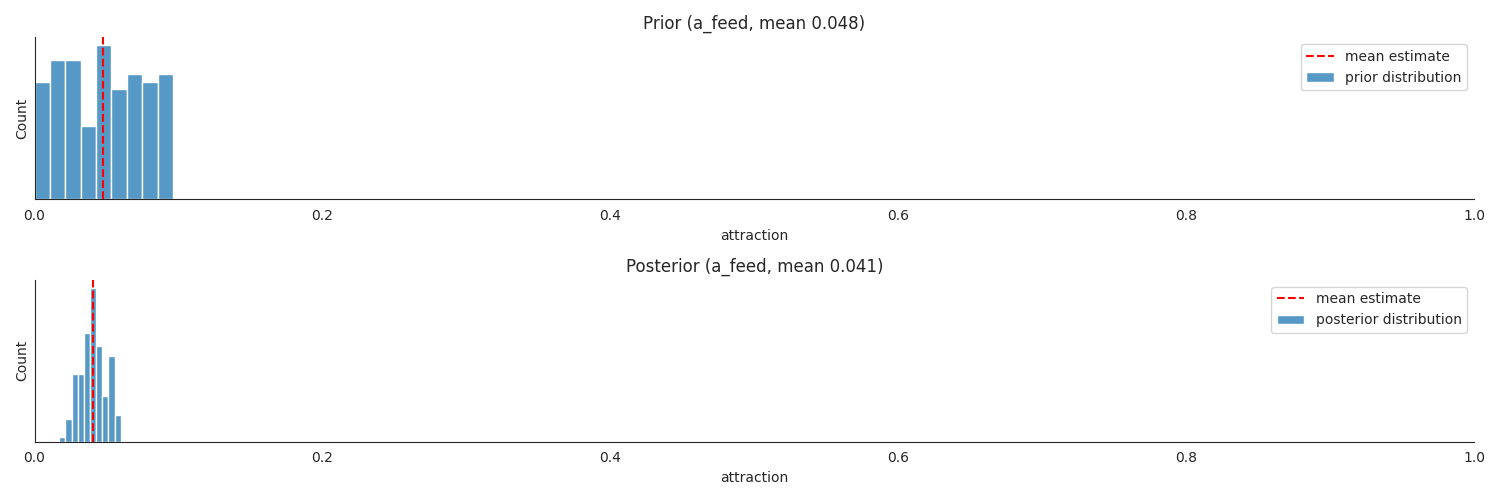 Prior (a_feed, mean 0.048)
mean estimate
prior distribution
Count
0.0 0.2 0.4 0.6 0.8 1.0
attraction
Posterior (a_feed, mean 0.041)
mean estimate
posterior distribution
Count
0.0 0.2 0.4 0.6 0.8 1.0
attraction